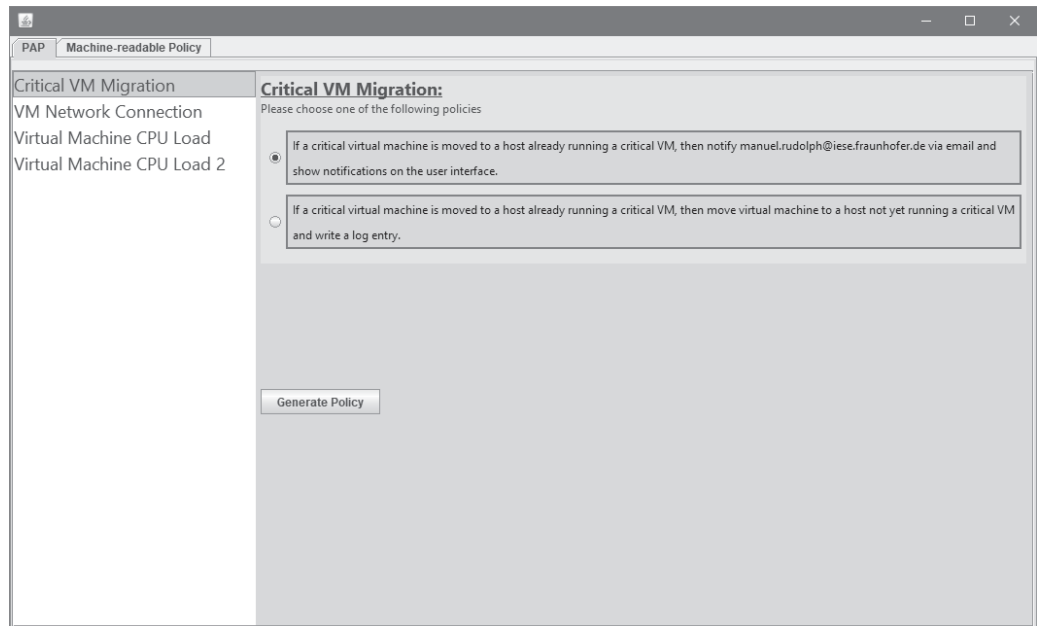 PAP
Machine-readable Policy
Critical VM Migration
VM Network Connection
Virtual Machine CPU Load
Virtual Machine CPU Load 2
Critical VM Migration:
Please choose one of the following policies
If a critical virtual machine is moved to a host already running a critical VM, then notify manuel.rudolph@iese.fraunhofer.de via email and
show notifications on the user interface.
If a critical virtual machine is moved to a host already running a critical VM, then move virtual machine to a host not yet running a critical VM
and write a log entry.
Generate Policy